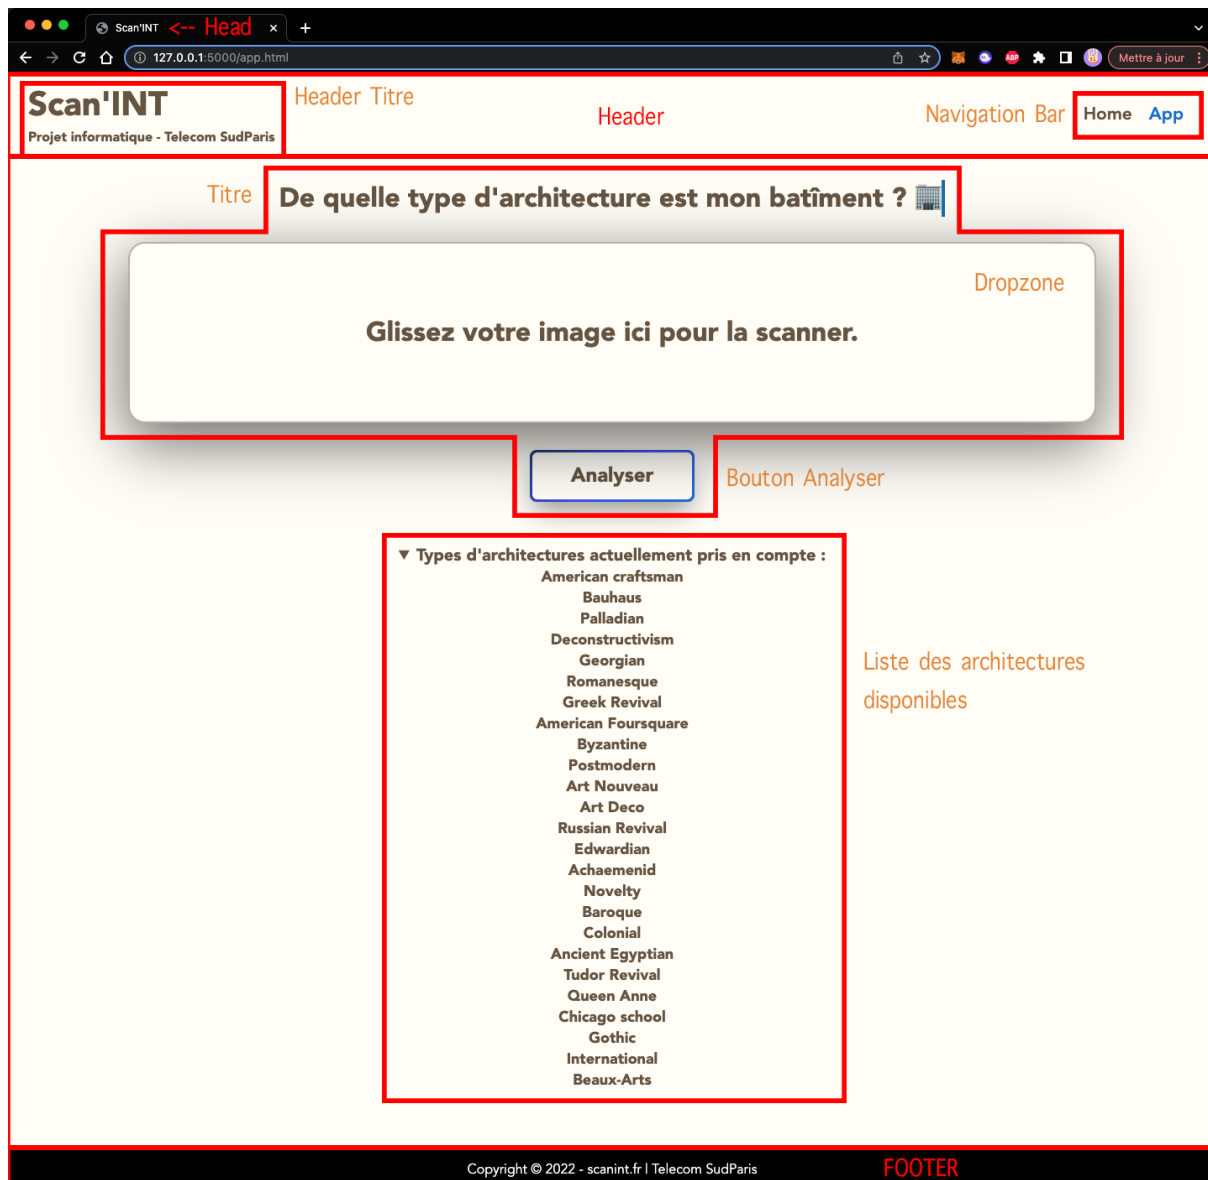 Scan'INT <-- Head × +
127.0.0.1:5000/app.html ABP Mettre à jour
Scan'INT Header Titre Header Navigation Bar Home App
Projet informatique - Telecom SudParis
Titre De quelle type d'architecture est mon batîment ?
Dropzone
Glissez votre image ici pour la scanner.
Analyser Bouton Analyser
▼ Types d'architectures actuellement pris en compte :
American craftsman
Bauhaus
Palladian
Deconstructivism
Georgian
Romanesque
Greek Revival
American Foursquare
Byzantine
Postmodern
Art Nouveau
Art Deco
Russian Revival
Edwardian
Achaemenid
Novelty
Baroque
Colonial
Ancient Egyptian
Tudor Revival
Queen Anne
Chicago school
Gothic
International
Beaux-Arts
Liste des architectures
disponibles
Copyright © 2022 - scanint.fr | Telecom SudParis FOOTER